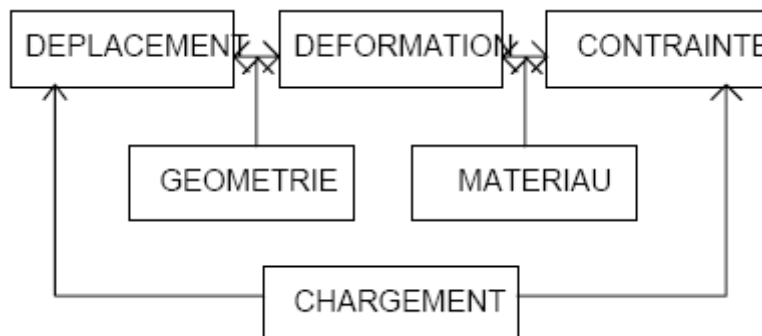 DEPLACEMENT DEFORMATION CONTRAINTE
GEOMETRIE MATERIAU
CHARGEMENT